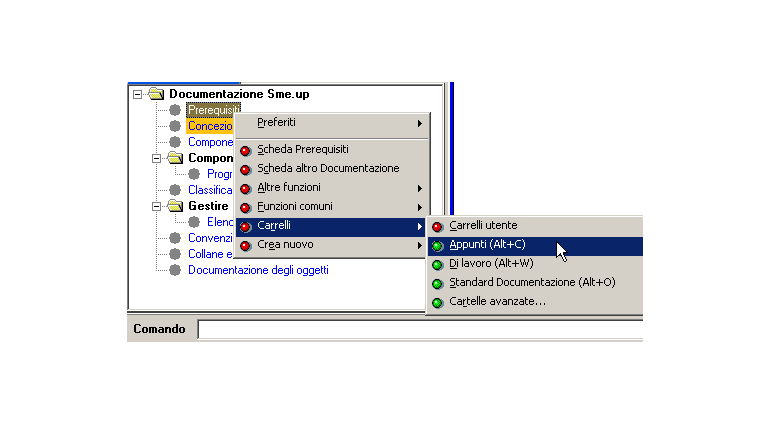 Documentazione Sme.up
Prerequisiti
Concezio
Compone
Compon
Progr
Classifica
Gestire
Elenc
Convenzi
Collane e
Documentazione degli oggetti
Preferiti
Scheda Prerequisiti
Scheda altro Documentazione
Altre funzioni
Funzioni comuni
Carrelli
Crea nuovo
Carrelli utente
Appunti (Alt+C)
Di lavoro (Alt+W)
Standard Documentazione (Alt+O)
Cartelle avanzate...
Comando